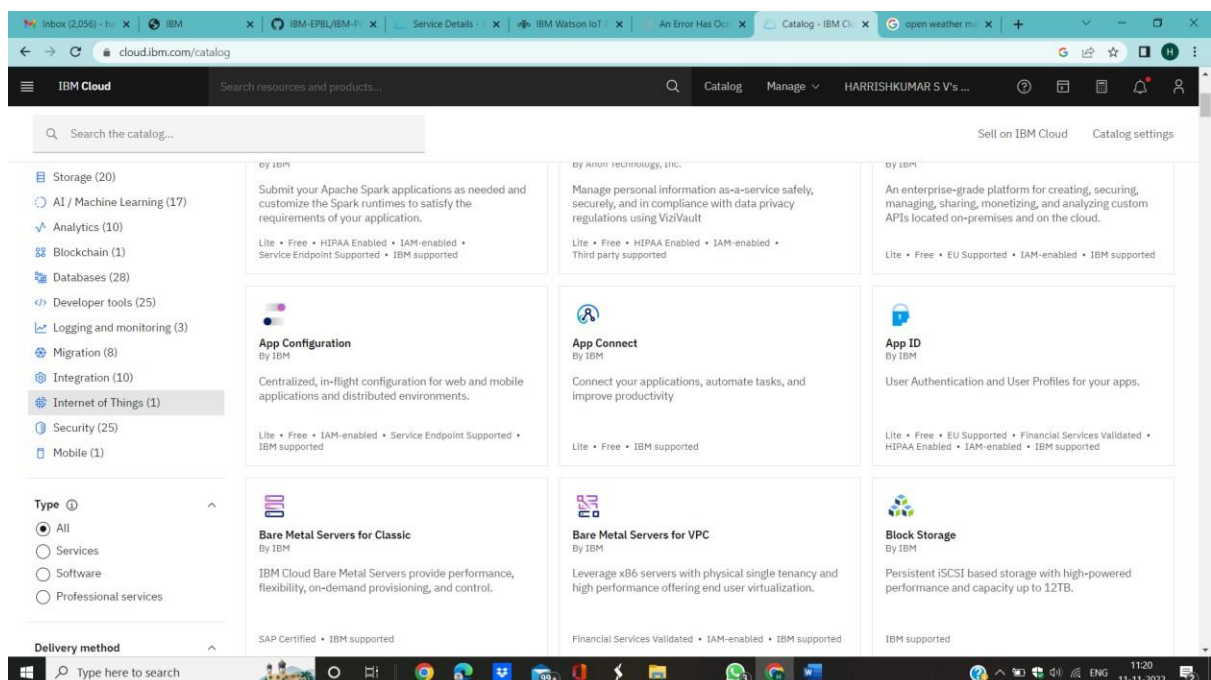 Inbox (2,056) - ha
IBM
IBM-EPBL/IBM-Pr
Service Details - I
IBM Watson IoT P
An Error Has Occ
Catalog - IBM Clo
open weather ma
cloud.ibm.com/catalog
IBM Cloud
Search resources and products...
Catalog
Manage
HARRISHKUMAR S V's ...
Search the catalog...
Sell on IBM Cloud
Catalog settings
Storage (20)
AI / Machine Learning (17)
Analytics (10)
Blockchain (1)
Databases (28)
Developer tools (25)
Logging and monitoring (3)
Migration (8)
Integration (10)
Internet of Things (1)
Security (25)
Mobile (1)
Type
All
Services
Software
Professional services
Delivery method
By IBM
Submit your Apache Spark applications as needed and
customize the Spark runtimes to satisfy the
requirements of your application.
Lite • Free • HIPAA Enabled • IAM-enabled •
Service Endpoint Supported • IBM supported
By Anon Technology, Inc.
Manage personal information as-a-service safely,
securely, and in compliance with data privacy
regulations using ViziVault
Lite • Free • HIPAA Enabled • IAM-enabled •
Third party supported
By IBM
An enterprise-grade platform for creating, securing,
managing, sharing, monetizing, and analyzing custom
APIs located on-premises and on the cloud.
Lite • Free • EU Supported • IAM-enabled • IBM supported
App Configuration
By IBM
Centralized, in-flight configuration for web and mobile
applications and distributed environments.
Lite • Free • IAM-enabled • Service Endpoint Supported •
IBM supported
App Connect
By IBM
Connect your applications, automate tasks, and
improve productivity
Lite • Free • IBM supported
App ID
By IBM
User Authentication and User Profiles for your apps.
Lite • Free • EU Supported • Financial Services Validated •
HIPAA Enabled • IAM-enabled • IBM supported
Bare Metal Servers for Classic
By IBM
IBM Cloud Bare Metal Servers provide performance,
flexibility, on-demand provisioning, and control.
SAP Certified • IBM supported
Bare Metal Servers for VPC
By IBM
Leverage x86 servers with physical single tenancy and
high performance offering end user virtualization.
Financial Services Validated • IAM-enabled • IBM supported
Block Storage
By IBM
Persistent iSCSI based storage with high-powered
performance and capacity up to 12TB.
IBM supported
Type here to search
99+
ENG
11:20
11-11-2022